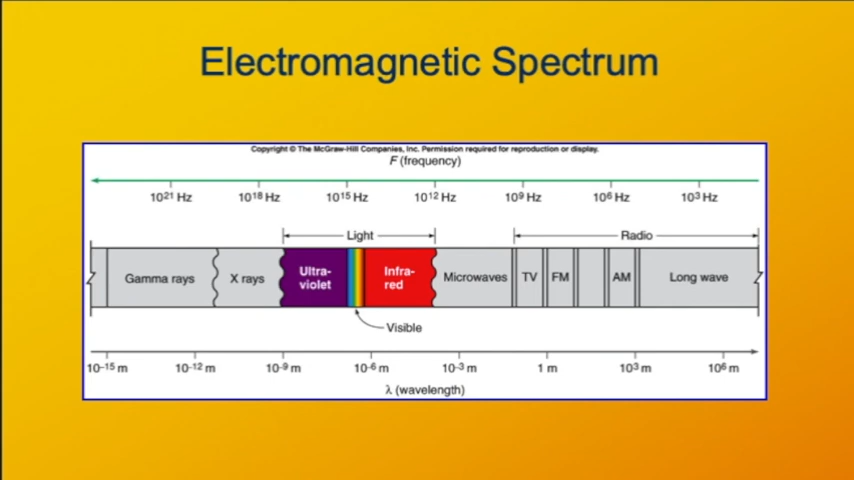 Electromagnetic Spectrum
Copyright © The McGraw-Hill Companies, Inc. Permission required for reproduction or display.
F (frequency)
10²¹ Hz 10¹⁸ Hz 10¹⁵ Hz 10¹² Hz 10⁹ Hz 10⁶ Hz 10³ Hz
Light Radio
Gamma rays X rays Ultra- Infra- Microwaves TV FM AM Long wave
violet red
Visible
10⁻¹⁵ m 10⁻¹² m 10⁻⁹ m 10⁻⁶ m 10⁻³ m 1 m 10³ m 10⁶ m
λ (wavelength)